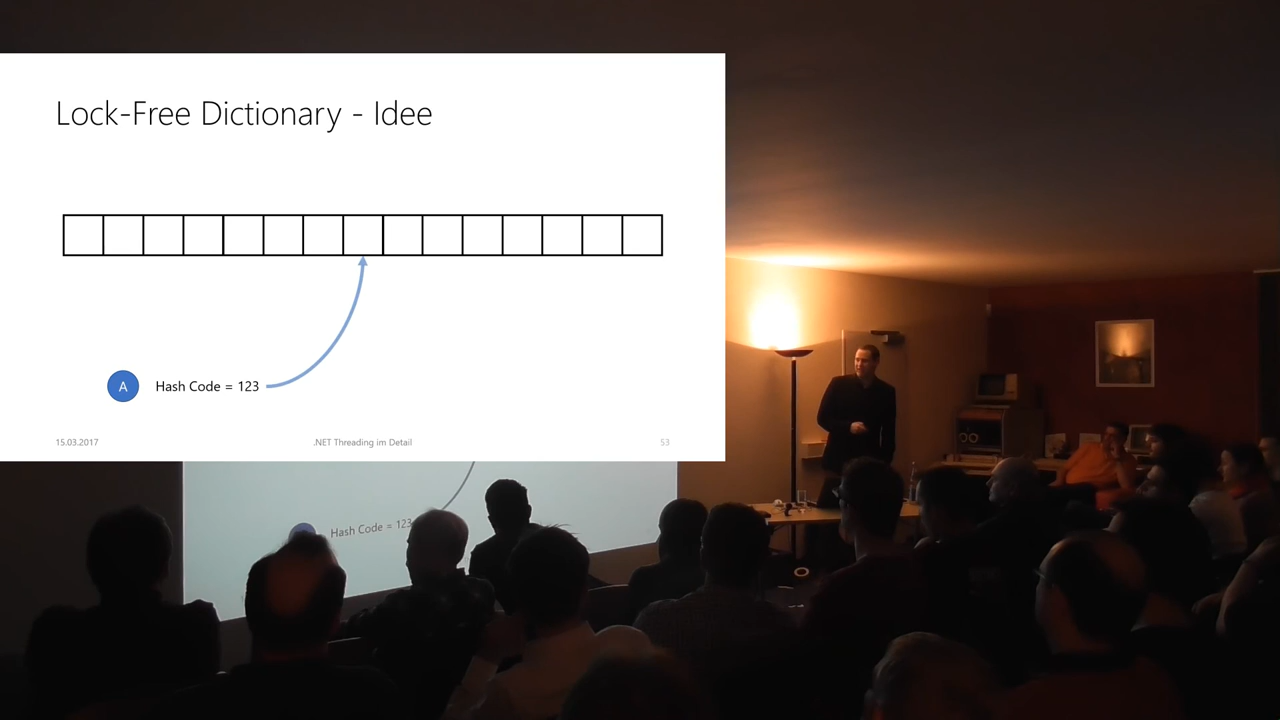 Lock-Free Dictionary - Idee
A
Hash Code = 123
15.03.2017
.NET Threading im Detail
53
Hash Code = 123